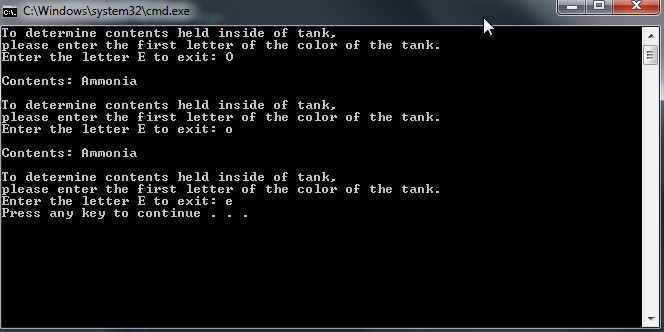 C:\Windows\system32\cmd.exe
To determine contents held inside of tank,
please enter the first letter of the color of the tank.
Enter the letter E to exit: O
Contents: Ammonia
To determine contents held inside of tank,
please enter the first letter of the color of the tank.
Enter the letter E to exit: o
Contents: Ammonia
To determine contents held inside of tank,
please enter the first letter of the color of the tank.
Enter the letter E to exit: e
Press any key to continue . . .